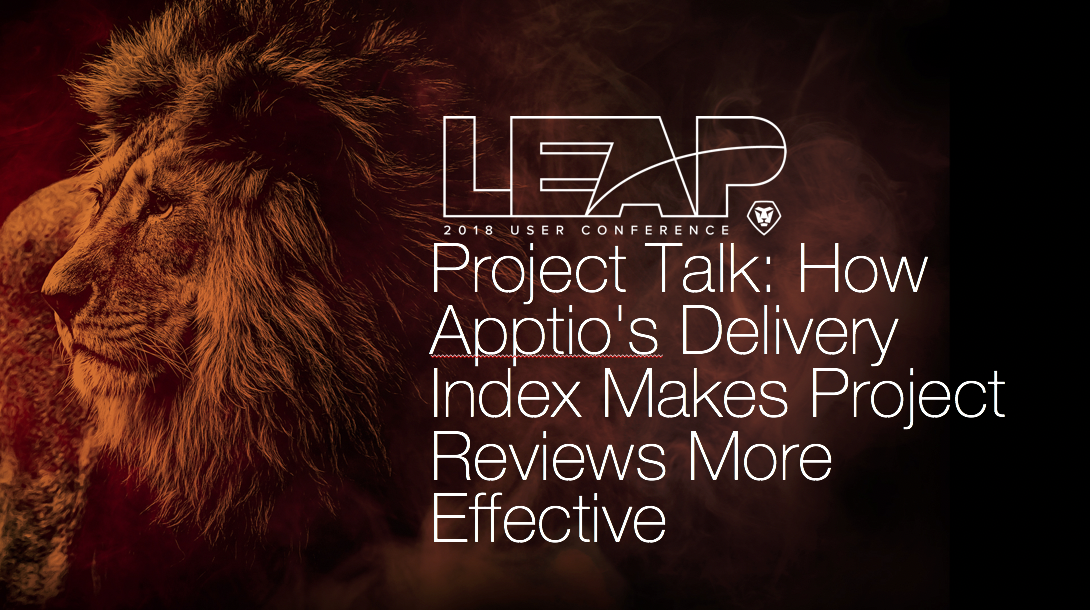 LEAP
2018 USER CONFERENCE
Project Talk: How
Apptio's Delivery
Index Makes Project
Reviews More
Effective